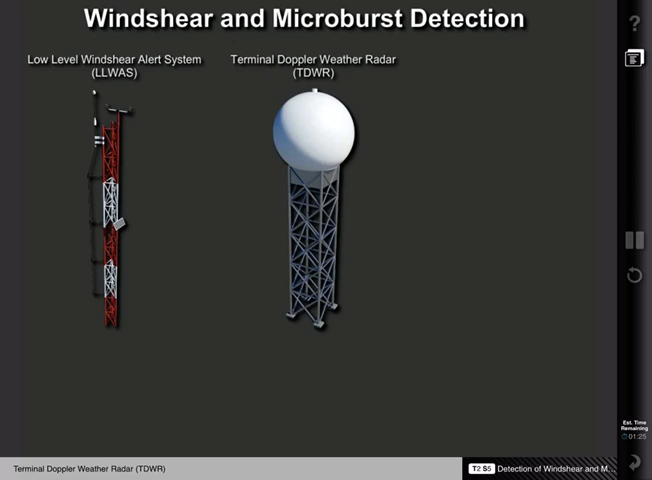 Windshear and Microburst Detection
Low Level Windshear Alert System
(LLWAS)
Terminal Doppler Weather Radar
(TDWR)
?
Est. Time
Remaining
01:25
Terminal Doppler Weather Radar (TDWR)
T2 S5 Detection of Windshear and M...